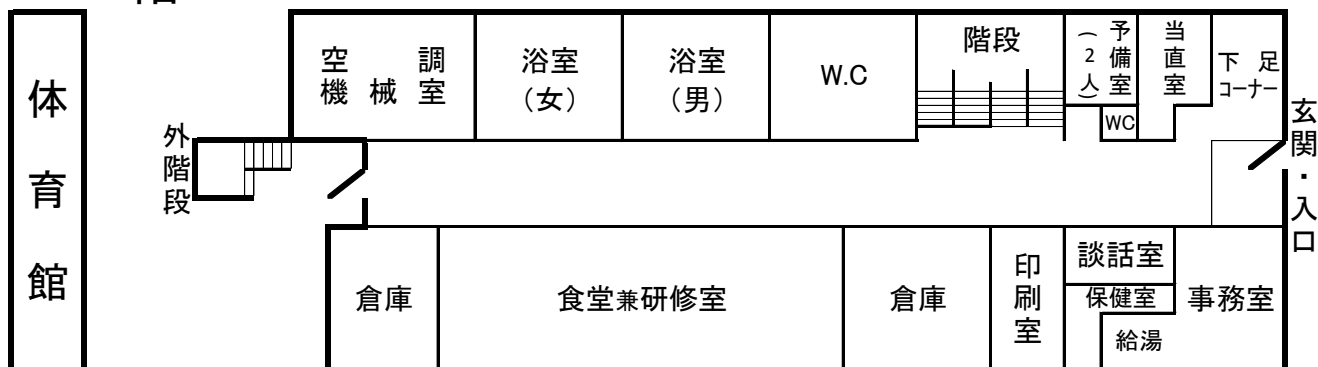 体育館
外階段
空調
機械室
浴室
（女）
浴室
（男）
W.C
階段
予備室
（2人）
WC
当直室
下足
コーナー
玄関・入口
倉庫
食堂兼研修室
倉庫
印刷室
談話室
保健室
給湯
事務室